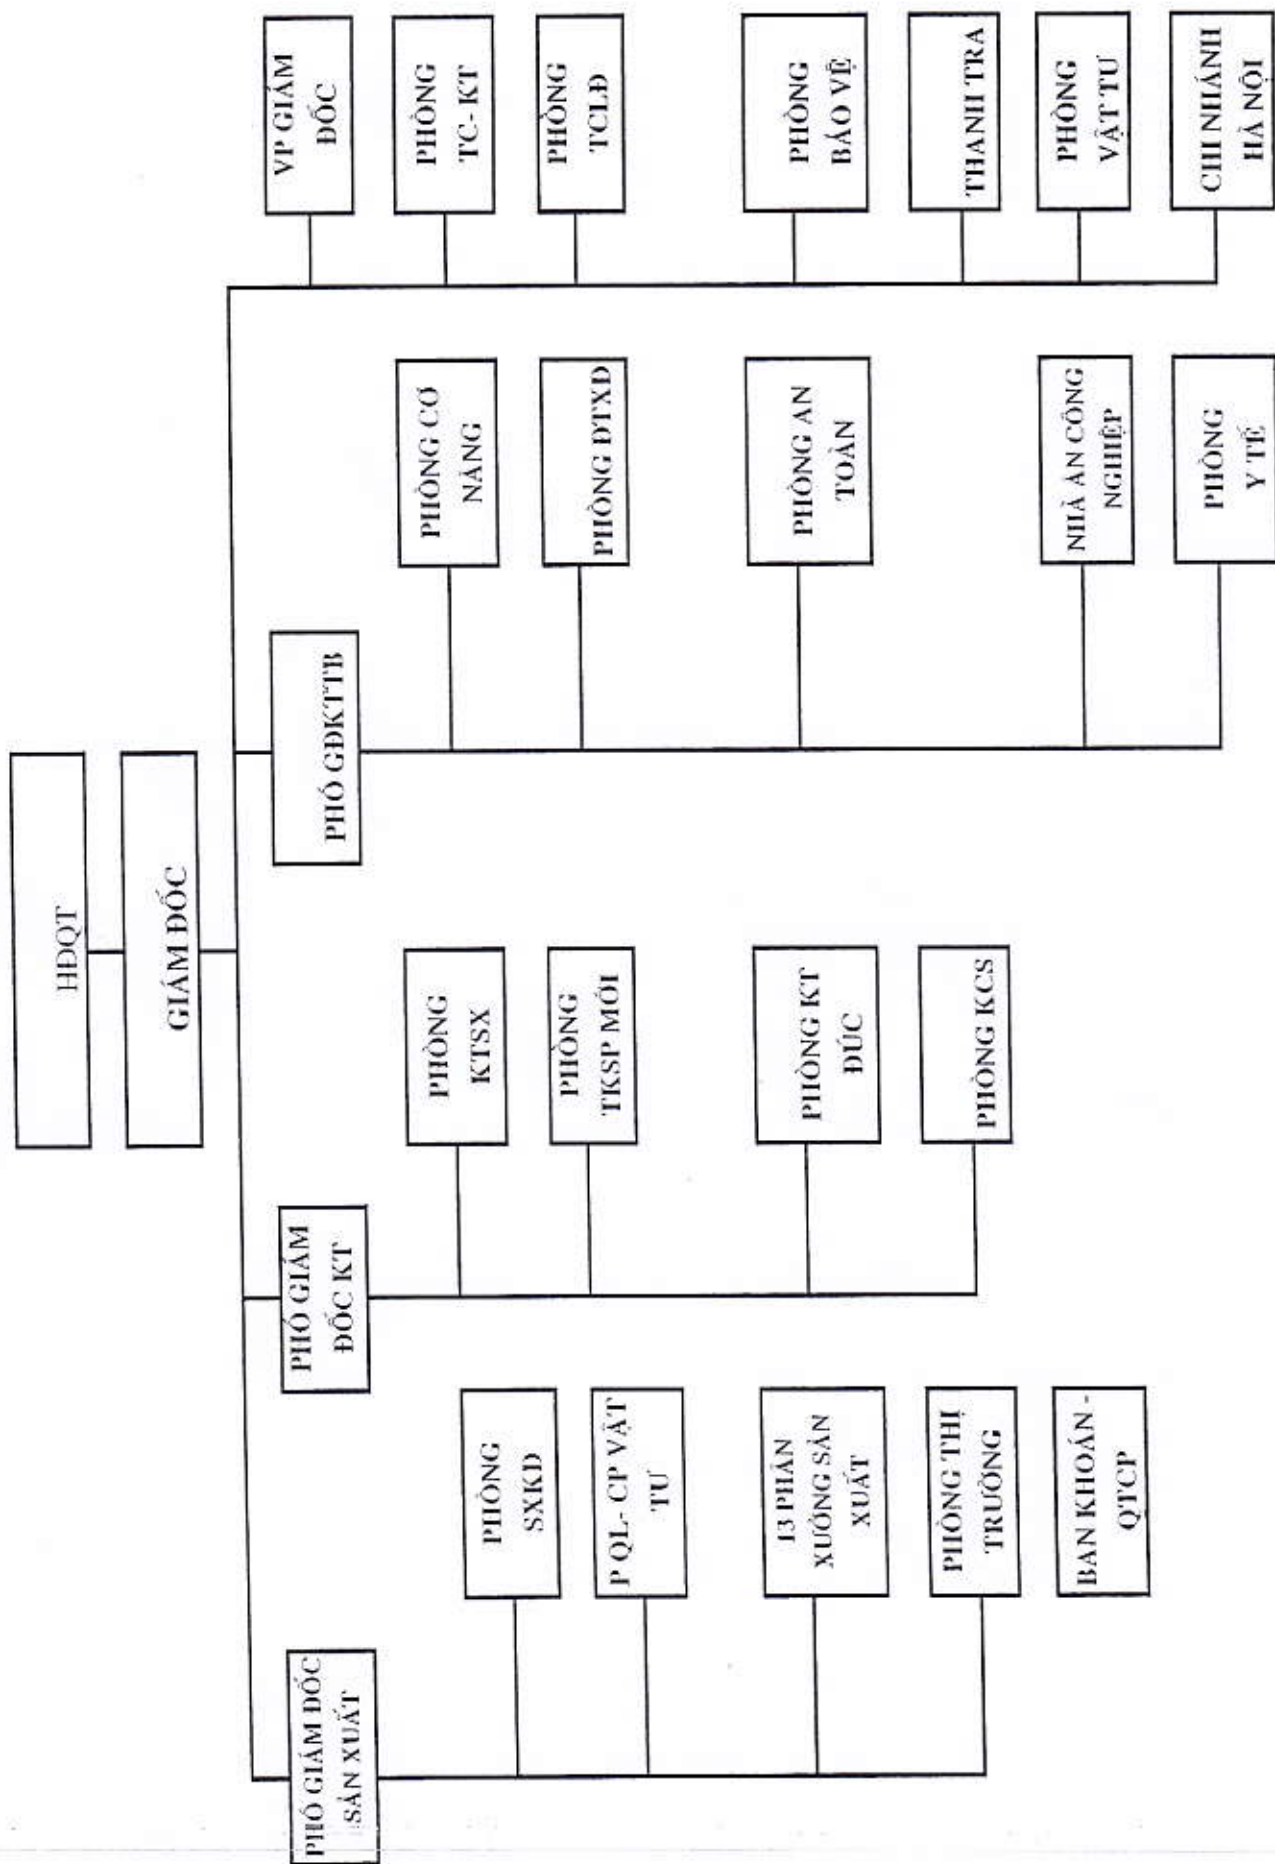 HĐQT
GIÁM ĐỐC
PHÓ GIÁM ĐỐC
SẢN XUẤT
PHÓ GIÁM
ĐỐC KT
PHÓ GĐKTTB
VP GIÁM
ĐỐC
PHÒNG
SXKD
P QL- CP VẬT
TƯ
13 PHÂN
XƯỞNG SẢN
XUẤT
PHÒNG THỊ
TRƯỜNG
BAN KHOÁN -
QTCP
PHÒNG
KTSX
PHÒNG
TKSP MỚI
PHÒNG KT
ĐÚC
PHÒNG KCS
PHÒNG CƠ
NĂNG
PHÒNG ĐTXD
PHÒNG AN
TOÀN
NHÀ ĂN CÔNG
NGHIỆP
PHÒNG
Y TẾ
PHÒNG
TC- KT
PHÒNG
TCLĐ
PHÒNG
BẢO VỆ
THANH TRA
PHÒNG
VẬT TƯ
CHI NHÁNH
HÀ NỘI